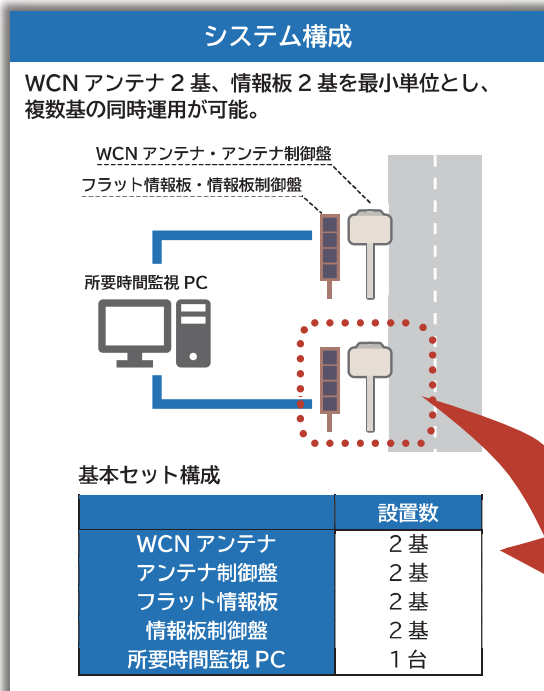 システム構成
WCN アンテナ 2 基、情報板 2 基を最小単位とし、
複数基の同時運用が可能。
WCN アンテナ・アンテナ制御盤
フラット情報板・情報板制御盤
所要時間監視 PC
基本セット構成
設置数
WCN アンテナ 2 基
アンテナ制御盤 2 基
フラット情報板 2 基
情報板制御盤 2 基
所要時間監視 PC 1 台